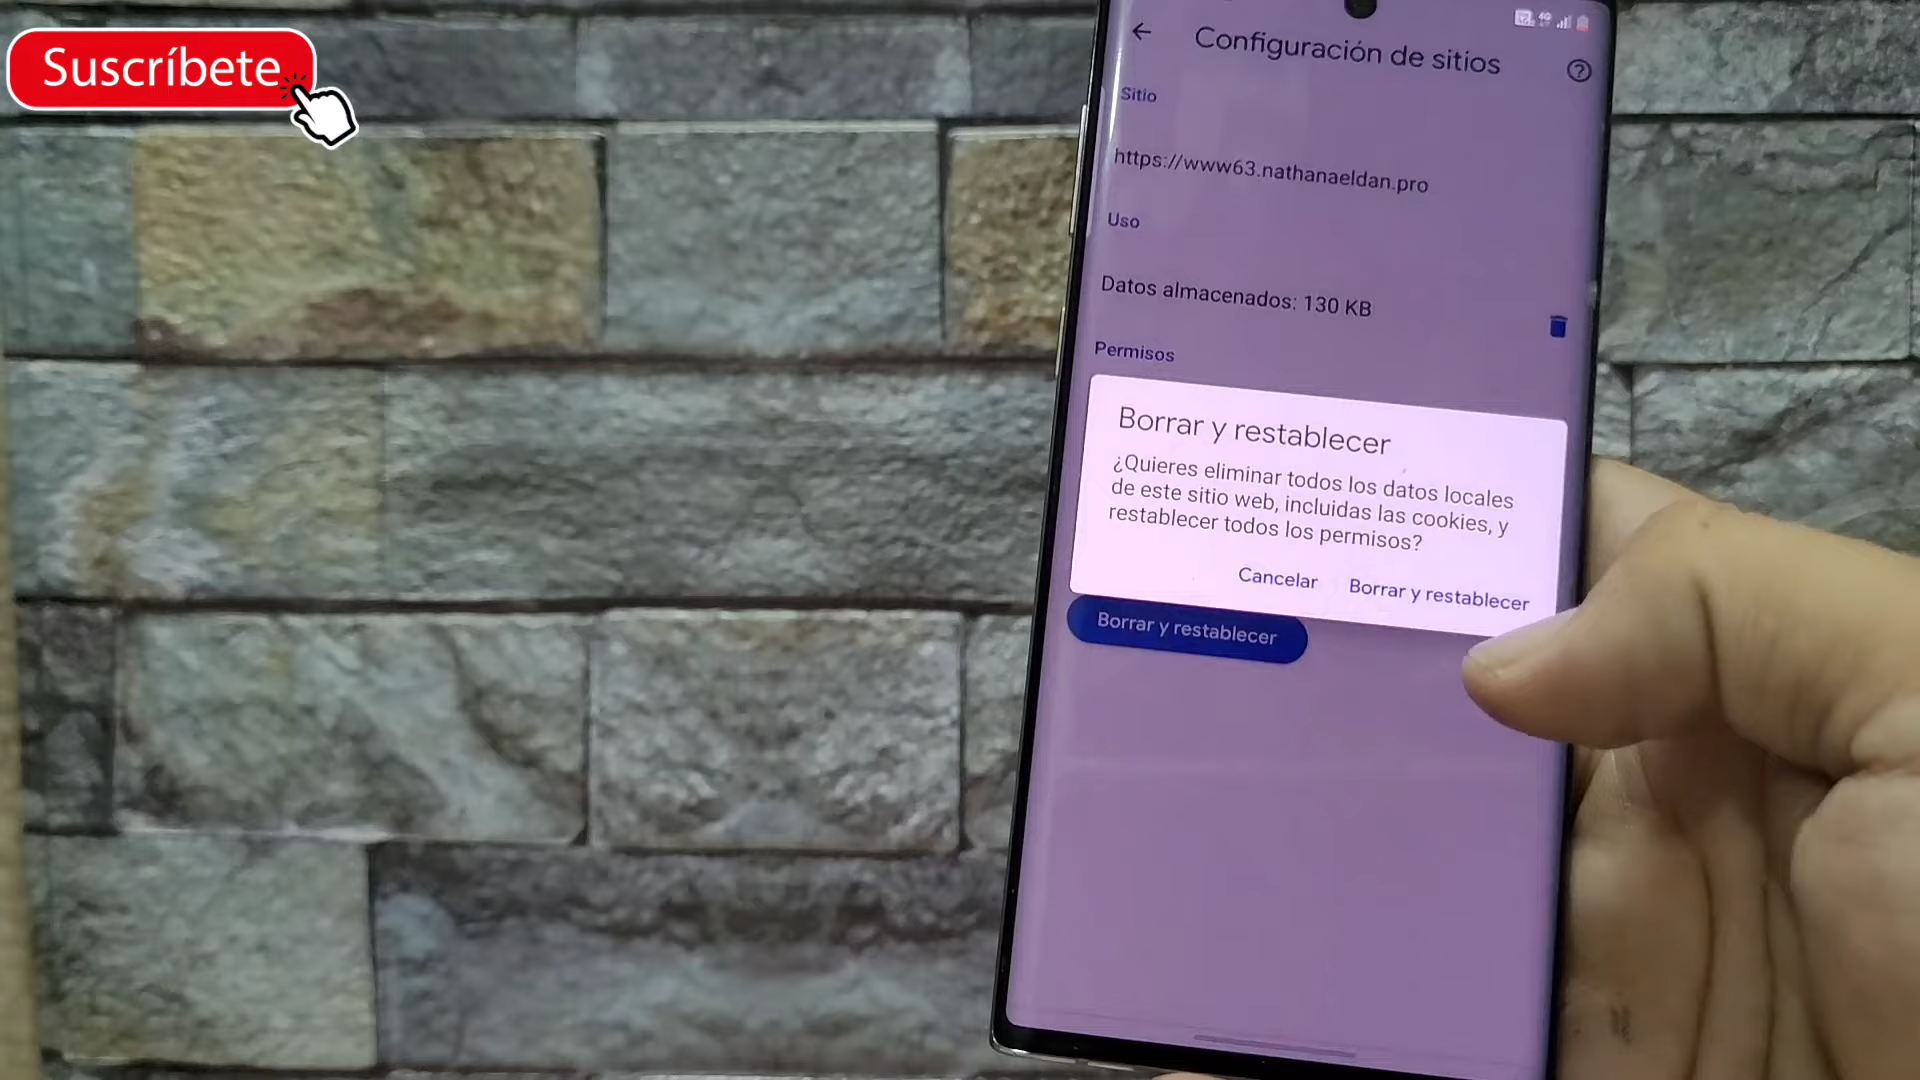 Suscríbete
Configuración de sitios
Sitio
https://www63.nathanaeldan.pro
Uso
Datos almacenados: 130 KB
Permisos
Borrar y restablecer
¿Quieres eliminar todos los datos locales
de este sitio web, incluidas las cookies, y
restablecer todos los permisos?
Cancelar
Borrar y restablecer
Borrar y restablecer